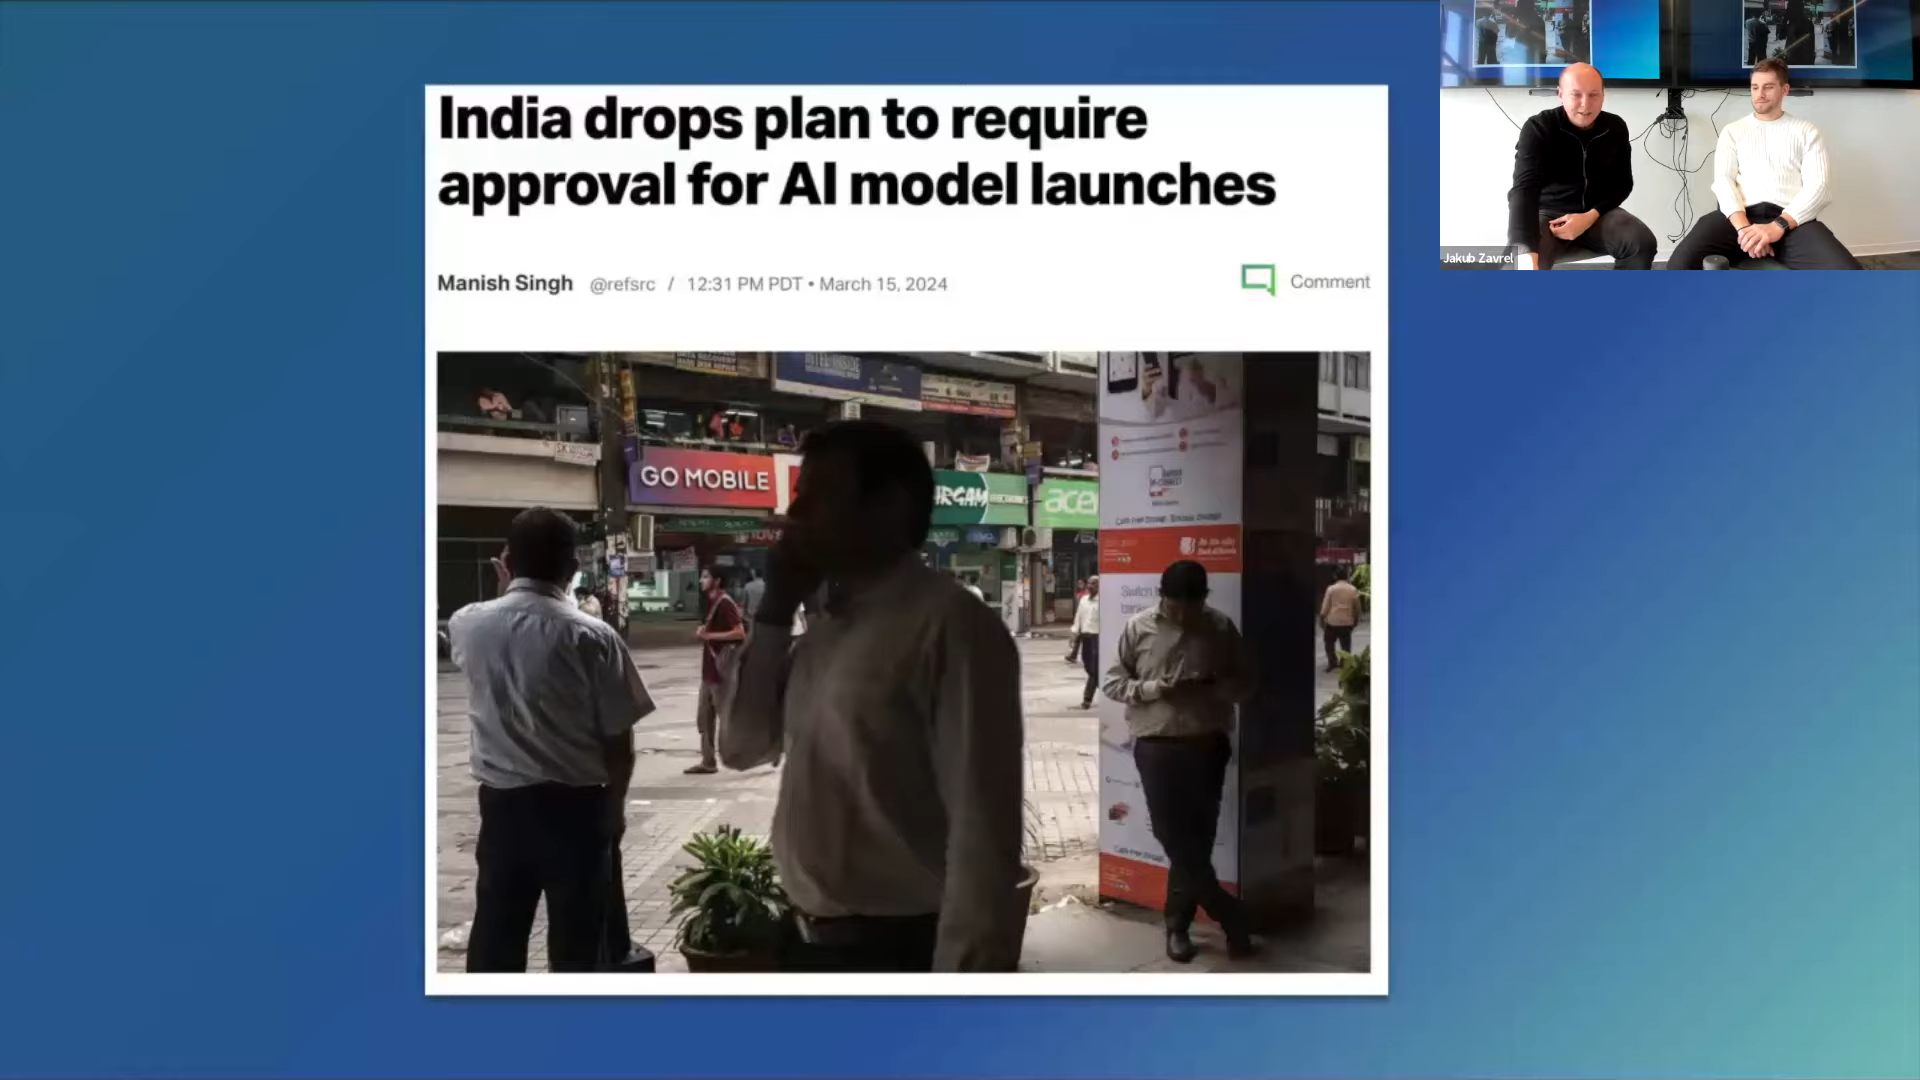 India drops plan to require
approval for AI model launches
Manish Singh @refsrc / 12:31 PM PDT • March 15, 2024
Comment
Jakub Zavrel
GO MOBILE
acer